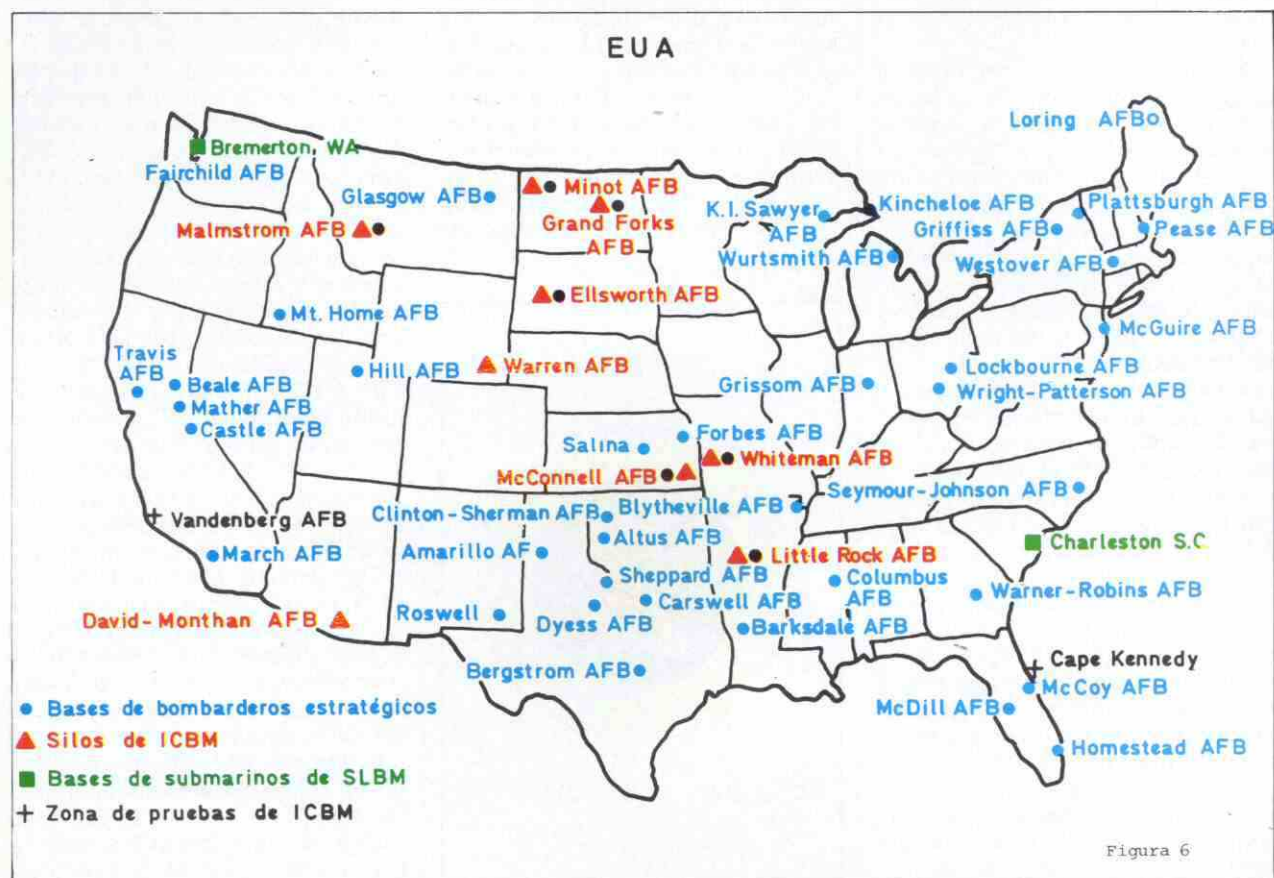 EUA
Loring AFB
Bremerton, WA
Fairchild AFB
Glasgow AFB
Minot AFB
Grand Forks
AFB
Malmstrom AFB
K.I. Sawyer
AFB
Kincheloe AFB
Plattsburgh AFB
Griffiss AFB
Pease AFB
Wurtsmith AFB
Westover AFB
Ellsworth AFB
Mt. Home AFB
McGuire AFB
Travis
AFB
Beale AFB
Hill AFB
Warren AFB
Grissom AFB
Lockbourne AFB
Wright-Patterson AFB
Mather AFB
Castle AFB
Salina
Forbes AFB
McConnell AFB
Whiteman AFB
Seymour-Johnson AFB
Vandenberg AFB
Clinton-Sherman AFB
Blytheville AFB
March AFB
Amarillo AF
Altus AFB
Little Rock AFB
Charleston S.C
Sheppard AFB
Columbus
AFB
Warner-Robins AFB
David-Monthan AFB
Roswell
Dyess AFB
Carswell AFB
Barksdale AFB
Bergstrom AFB
Cape Kennedy
McCoy AFB
McDill AFB
Homestead AFB
Bases de bombarderos estratégicos
Silos de ICBM
Bases de submarinos de SLBM
Zona de pruebas de ICBM
Figura 6